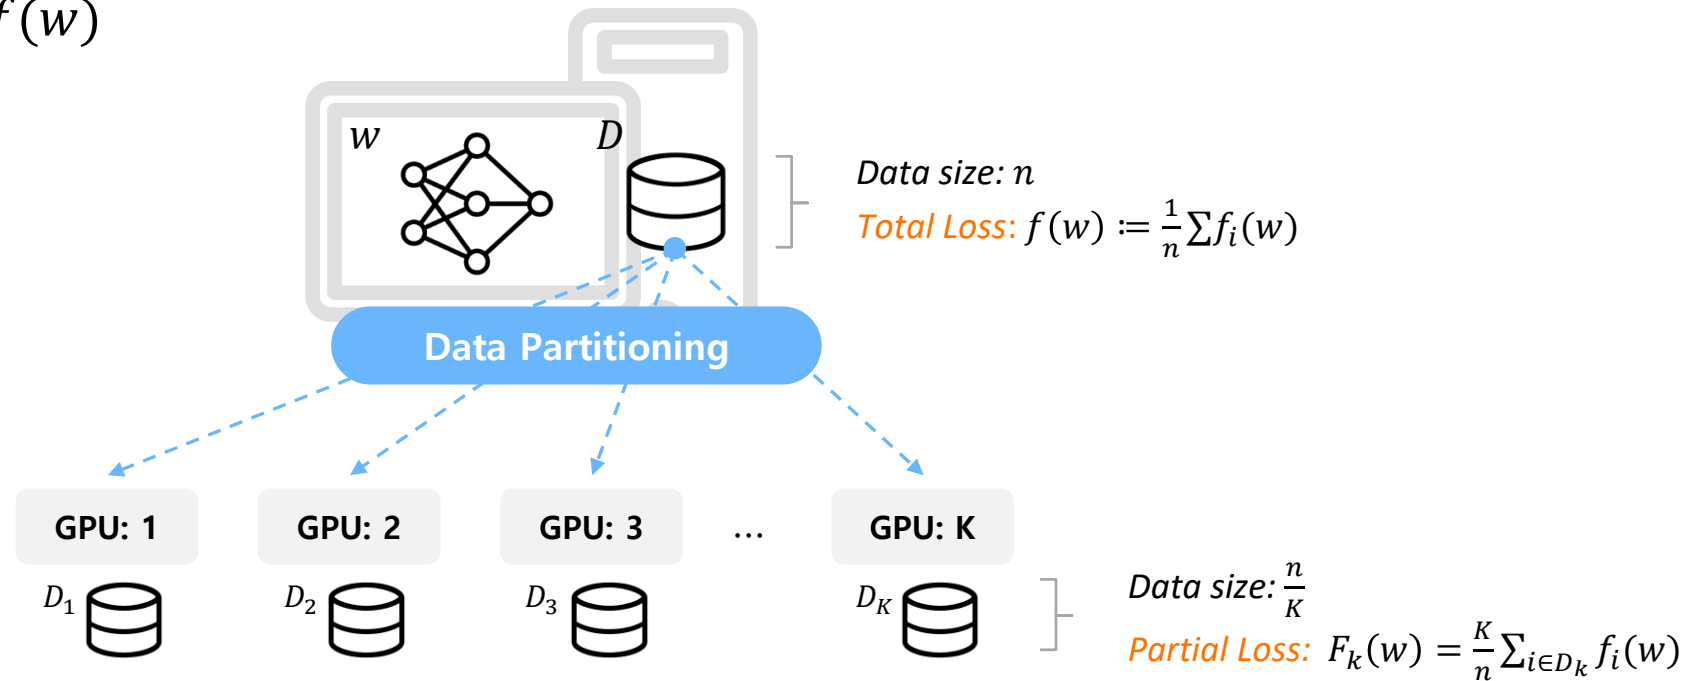 f(w)
w
D
Data size: n
Total Loss: f(w) ≔ 1/n ∑f_i(w)
Data Partitioning
GPU: 1 GPU: 2 GPU: 3 … GPU: K
D_1 D_2 D_3 D_K
Data size: n/K
Partial Loss: F_k(w) = K/n ∑_{i∈D_k} f_i(w)